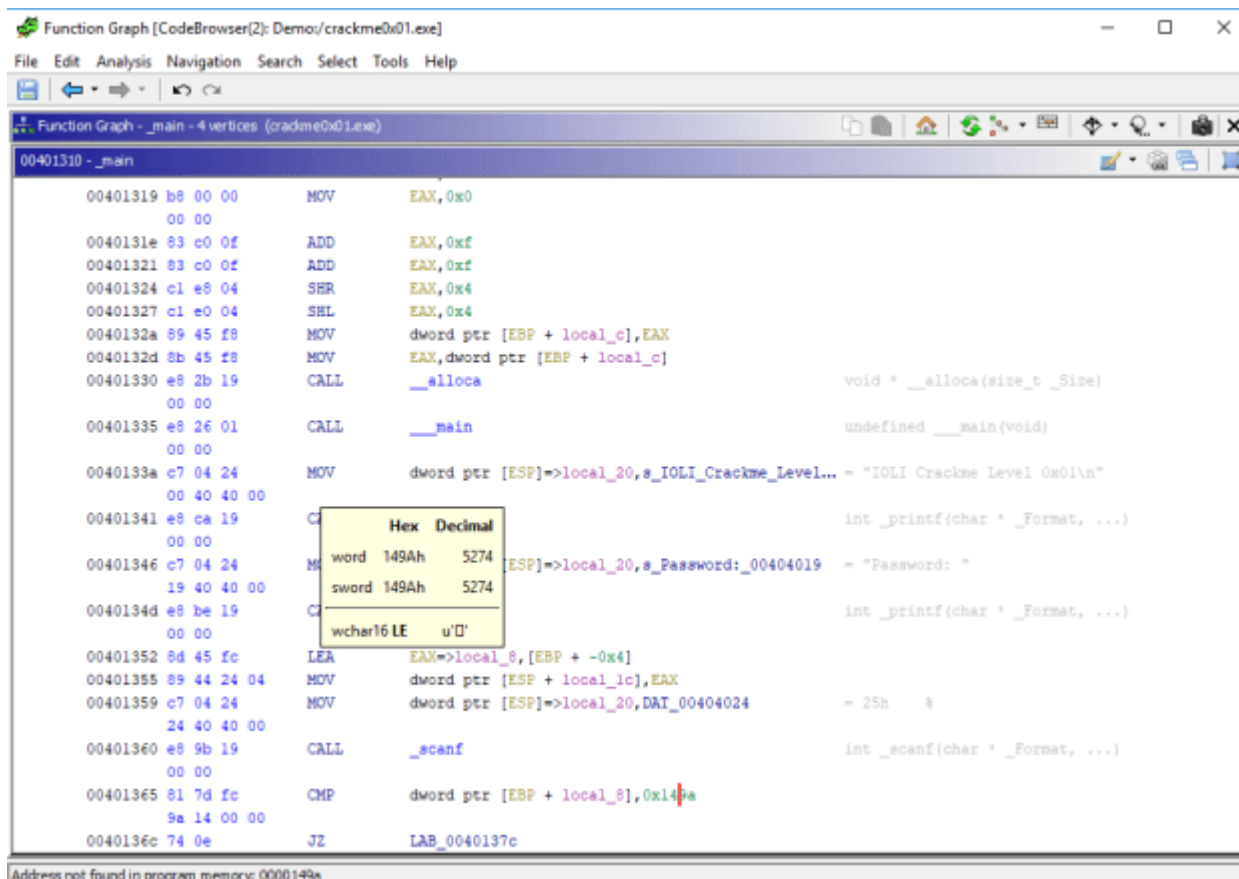 Function Graph [CodeBrowser(2): Demo:/crackme0x01.exe]
File Edit Analysis Navigation Search Select Tools Help
Function Graph - _main - 4 vertices (crackme0x01.exe)
00401310 - _main
00401319 b8 00 00 MOV EAX,0x0
00 00
0040131e 83 c0 0f ADD EAX,0xf
00401321 83 c0 0f ADD EAX,0xf
00401324 c1 e8 04 SHR EAX,0x4
00401327 c1 e0 04 SHL EAX,0x4
0040132a 89 45 f8 MOV dword ptr [EBP + local_c],EAX
0040132d 8b 45 f8 MOV EAX,dword ptr [EBP + local_c]
00401330 e8 2b 19 CALL __alloca void * __alloca(size_t _Size)
00 00
00401335 e8 26 01 CALL ___main undefined ___main(void)
00 00
0040133a c7 04 24 MOV dword ptr [ESP]=>local_20,s_IOLI_Crackme_Level... = "IOLI Crackme Level 0x01\n"
00 40 40 00
00401341 e8 ca 19 int _printf(char * _Format, ...)
00 00
Hex Decimal
word 149Ah 5274
sword 149Ah 5274
wchar16 LE u'▯'
00401346 c7 04 24 [ESP]=>local_20,s_Password:_00404019 = "Password: "
19 40 40 00
0040134d e8 be 19 int _printf(char * _Format, ...)
00 00
00401352 8d 45 fc LEA EAX=>local_8,[EBP + -0x4]
00401355 89 44 24 04 MOV dword ptr [ESP + local_1c],EAX
00401359 c7 04 24 MOV dword ptr [ESP]=>local_20,DAT_00404024 = 25h %
24 40 40 00
00401360 e8 9b 19 CALL _scanf int _scanf(char * _Format, ...)
00 00
00401365 81 7d fc CMP dword ptr [EBP + local_8],0x149a
9a 14 00 00
0040136c 74 0e JZ LAB_0040137c
Address not found in program memory: 0000149a